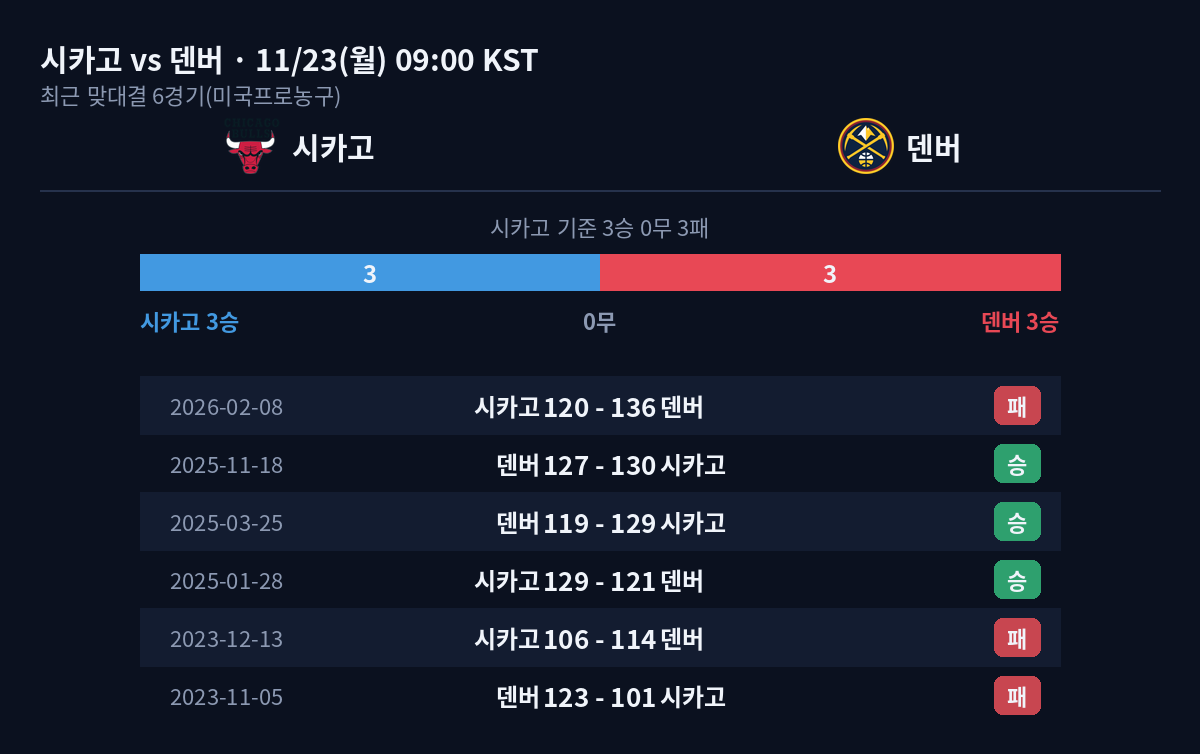 시카고 vs 덴버 · 11/23(월) 09:00 KST
최근 맞대결 6경기(미국프로농구)
CHICAGO
BULLS
시카고
덴버
시카고 기준 3승 0무 3패
3 3
시카고 3승 0무 덴버 3승
2026-02-08 시카고 120 - 136 덴버 패
2025-11-18 덴버 127 - 130 시카고 승
2025-03-25 덴버 119 - 129 시카고 승
2025-01-28 시카고 129 - 121 덴버 승
2023-12-13 시카고 106 - 114 덴버 패
2023-11-05 덴버 123 - 101 시카고 패